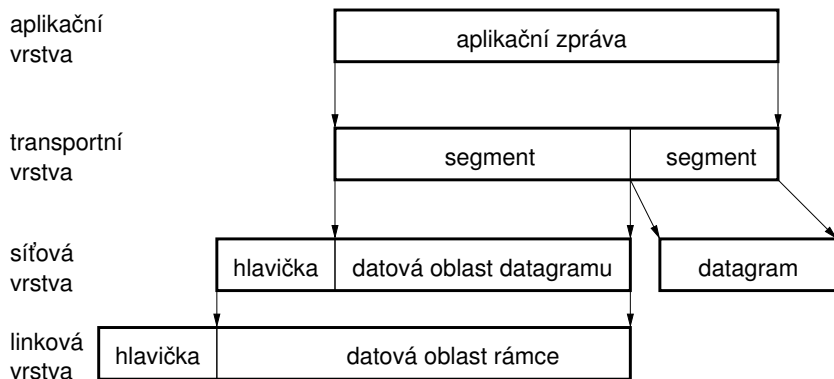 aplikační
vrstva
aplikační zpráva
transportní
vrstva
segment
segment
síťová
vrstva
hlavička
datová oblast datagramu
datagram
linková
vrstva
hlavička
datová oblast rámce